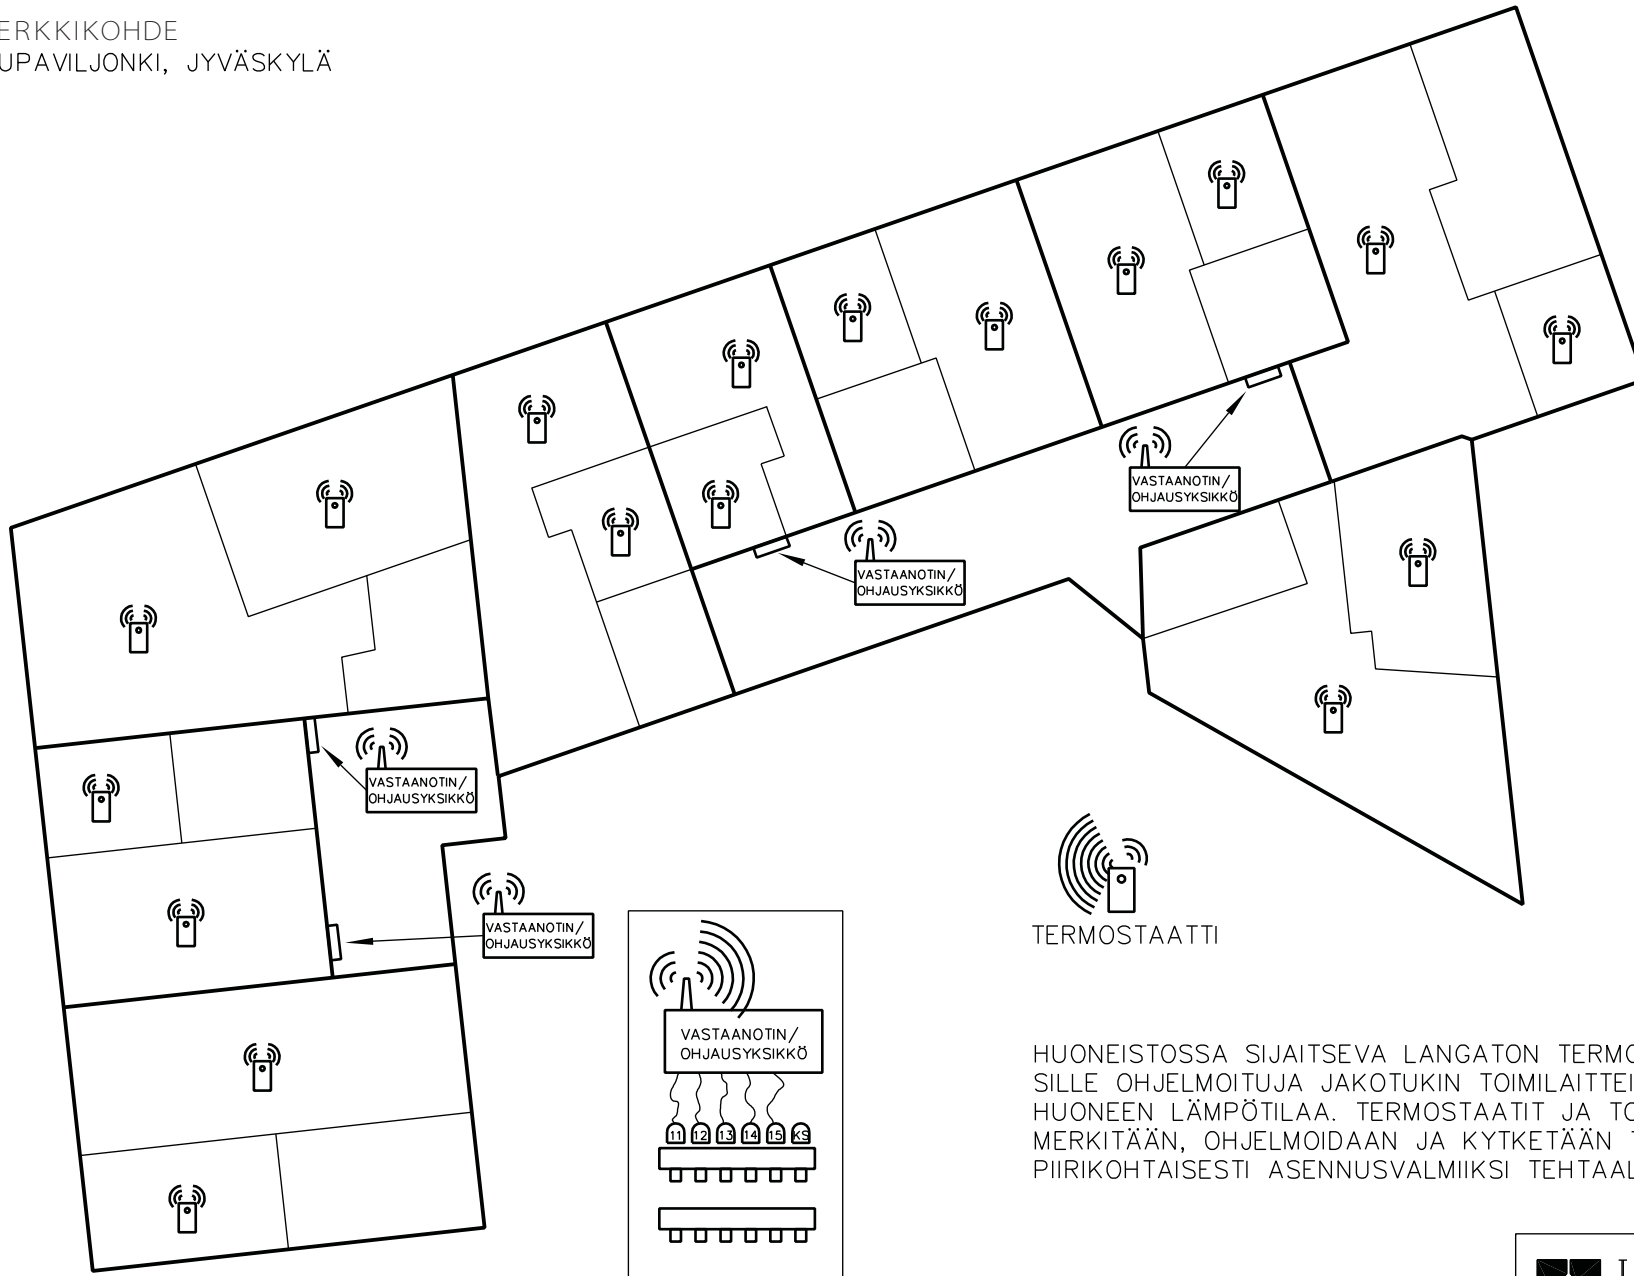 ERKKIKOHDE
UPAVILJONKI, JYVÄSKYLÄ
VASTAANOTIN/
OHJAUSYKSIKKÖ
VASTAANOTIN/
OHJAUSYKSIKKÖ
VASTAANOTIN/
OHJAUSYKSIKKÖ
VASTAANOTIN/
OHJAUSYKSIKKÖ
TERMOSTAATTI
VASTAANOTIN/
OHJAUSYKSIKKÖ
11 12 13 14 15 KS
HUONEISTOSSA SIJAITSEVA LANGATON TERMO
SILLE OHJELMOITUJA JAKOTUKIN TOIMILAITTEI
HUONEEN LÄMPÖTILAA. TERMOSTAATIT JA TO
MERKITÄÄN, OHJELMOIDAAN JA KYTKETÄÄN T
PIIRIKOHTAISESTI ASENNUSVALMIIKSI TEHTAAL